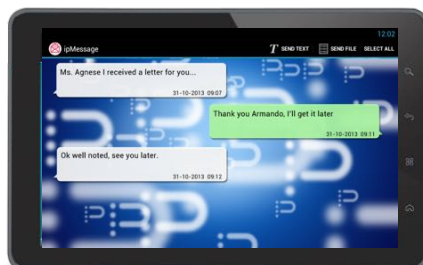 12:02
ipMessage
SEND TEXT
SEND FILE
SELECT ALL
Ms. Agnese I received a letter for you...
31-10-2013 09:07
Thank you Armando, I'll get it later
31-10-2013 09:11
Ok well noted, see you later.
31-10-2013 09:12